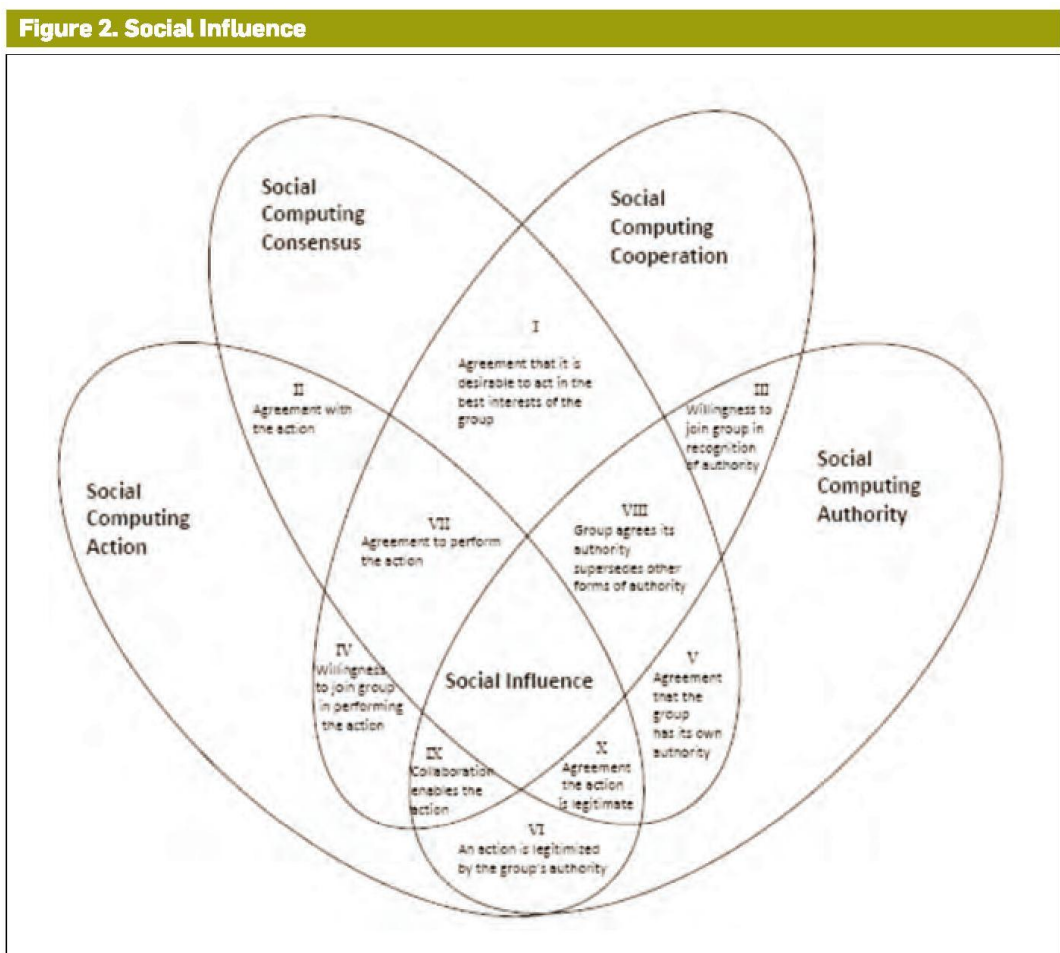 Figure 2. Social Influence
Social
Computing
Consensus
Social
Computing
Cooperation
I
Agreement that it is
desirable to act in the
best interests of the
group
II
Agreement with
the action
III
Willingness to
join group in
recognition
of authority
Social
Computing
Action
Social
Computing
Authority
VII
Agreement to perform
the action
VIII
Group agrees its
authority
supersedes other
forms of authority
IV
Willingness
to join group
in performing
the action
Social Influence
V
Agreement
that the
group
has its own
authority
IX
Collaboration
enables the
action
X
Agreement
the action
is legitimate
VI
An action is legitimized
by the group's authority